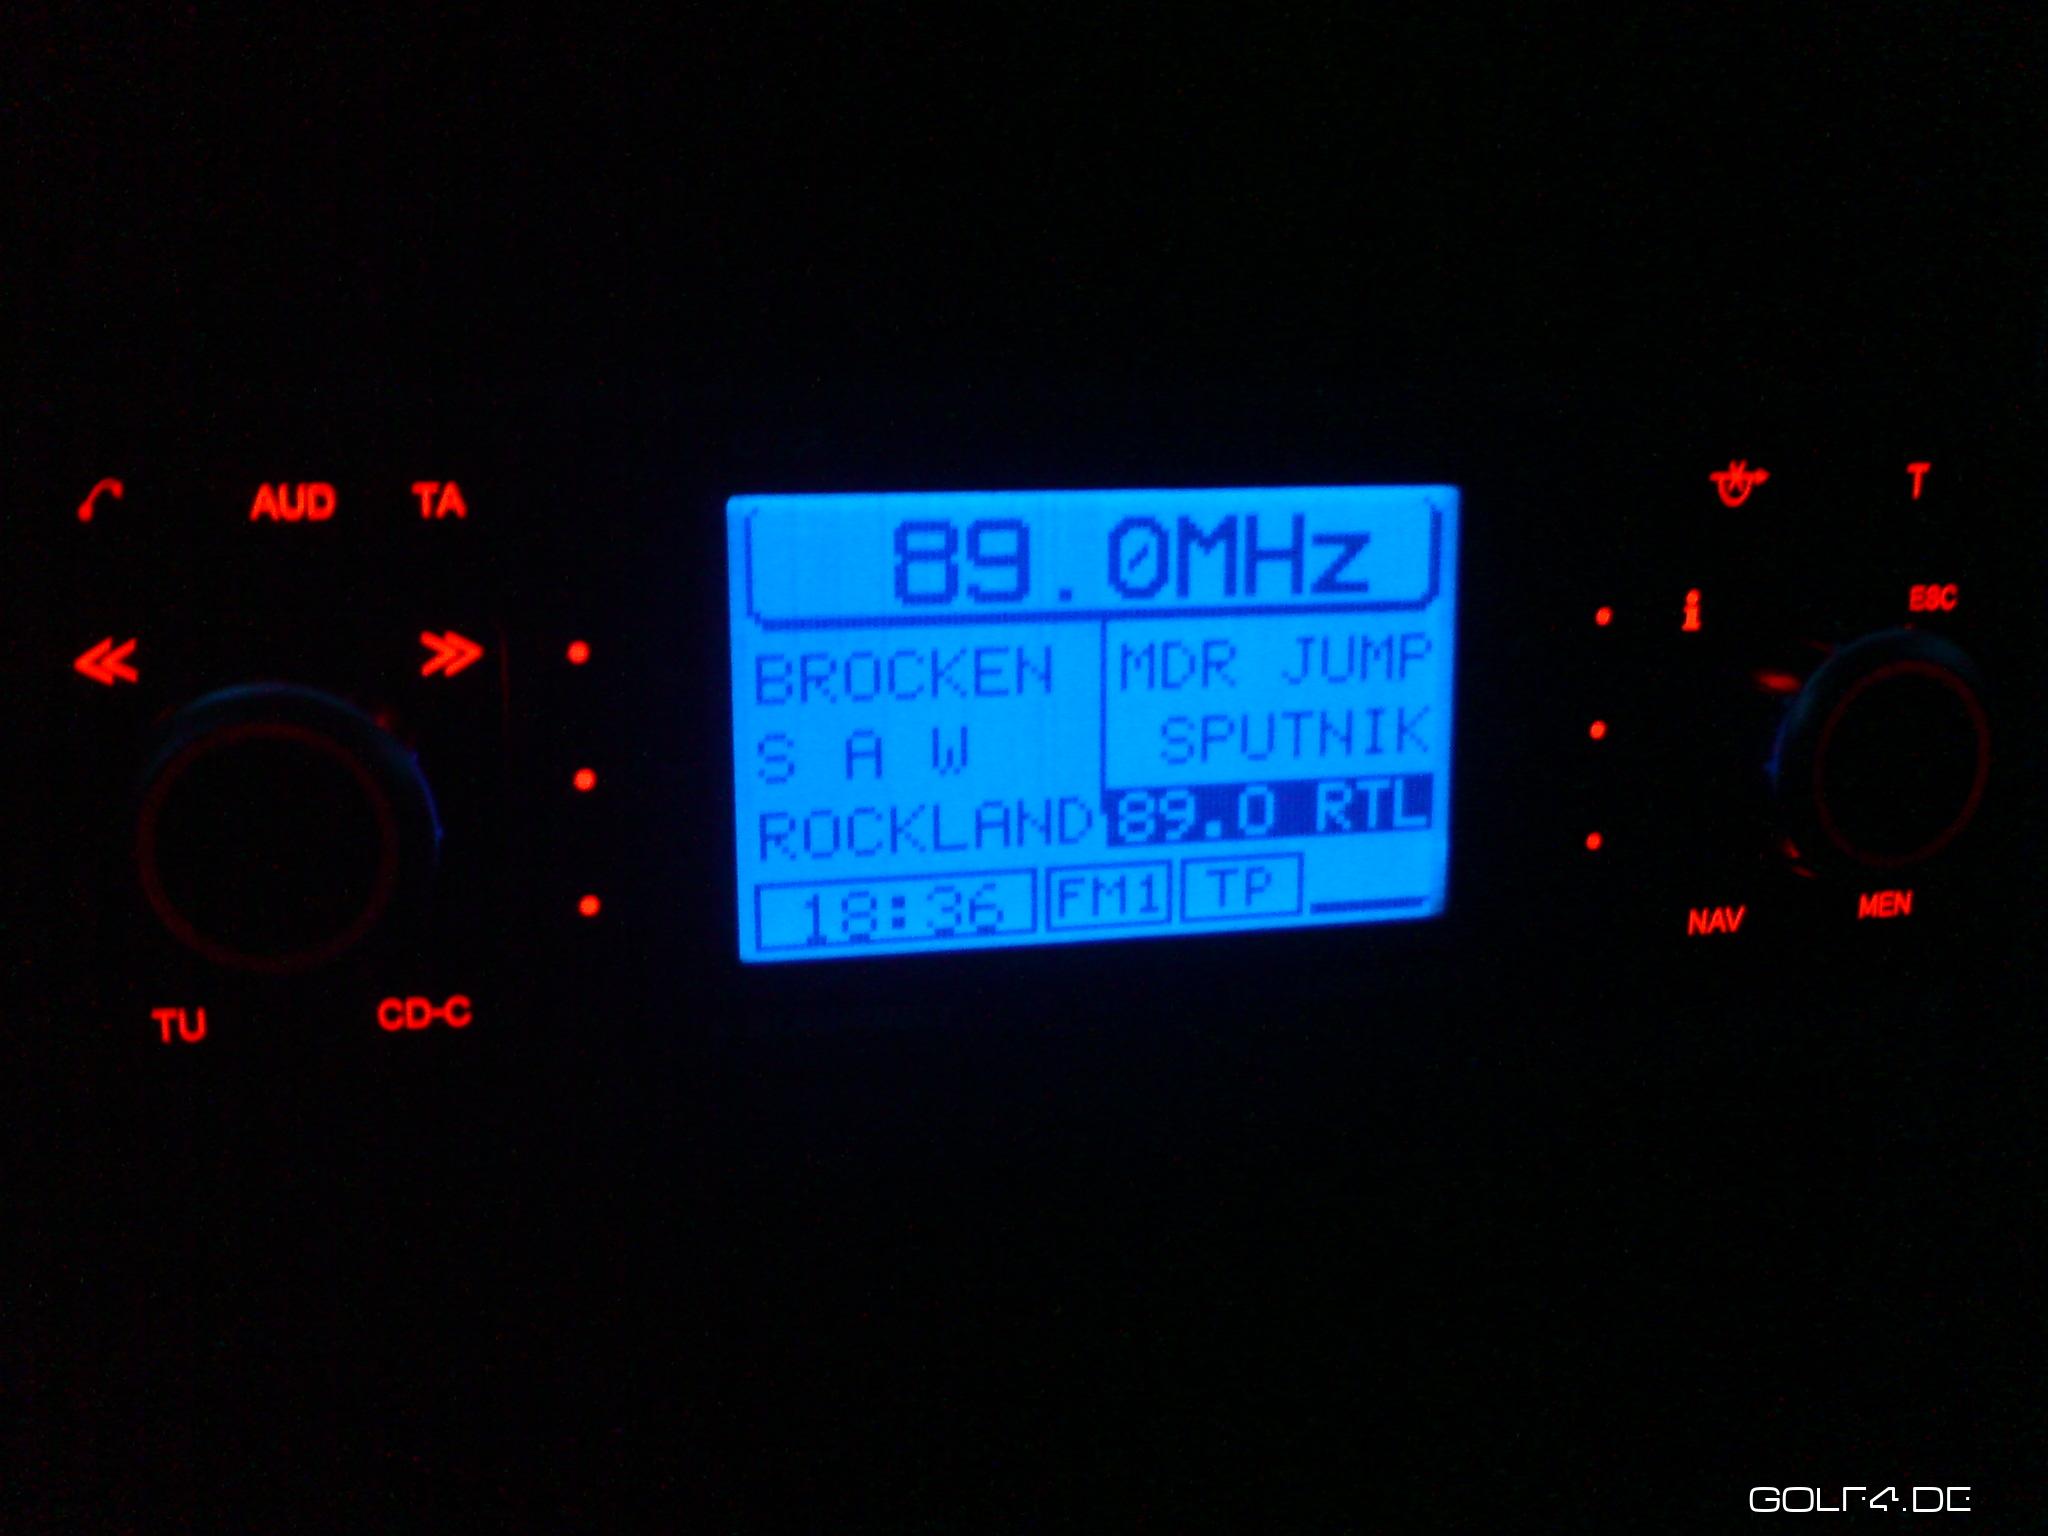 AUD TA
T
89.0MHz
ESC
i
BROCKEN MDR JUMP
S A W SPUTNIK
ROCKLAND 89.0 RTL
18:36 FM1 TP
NAV MEN
TU CD-C
GOLF4.DE